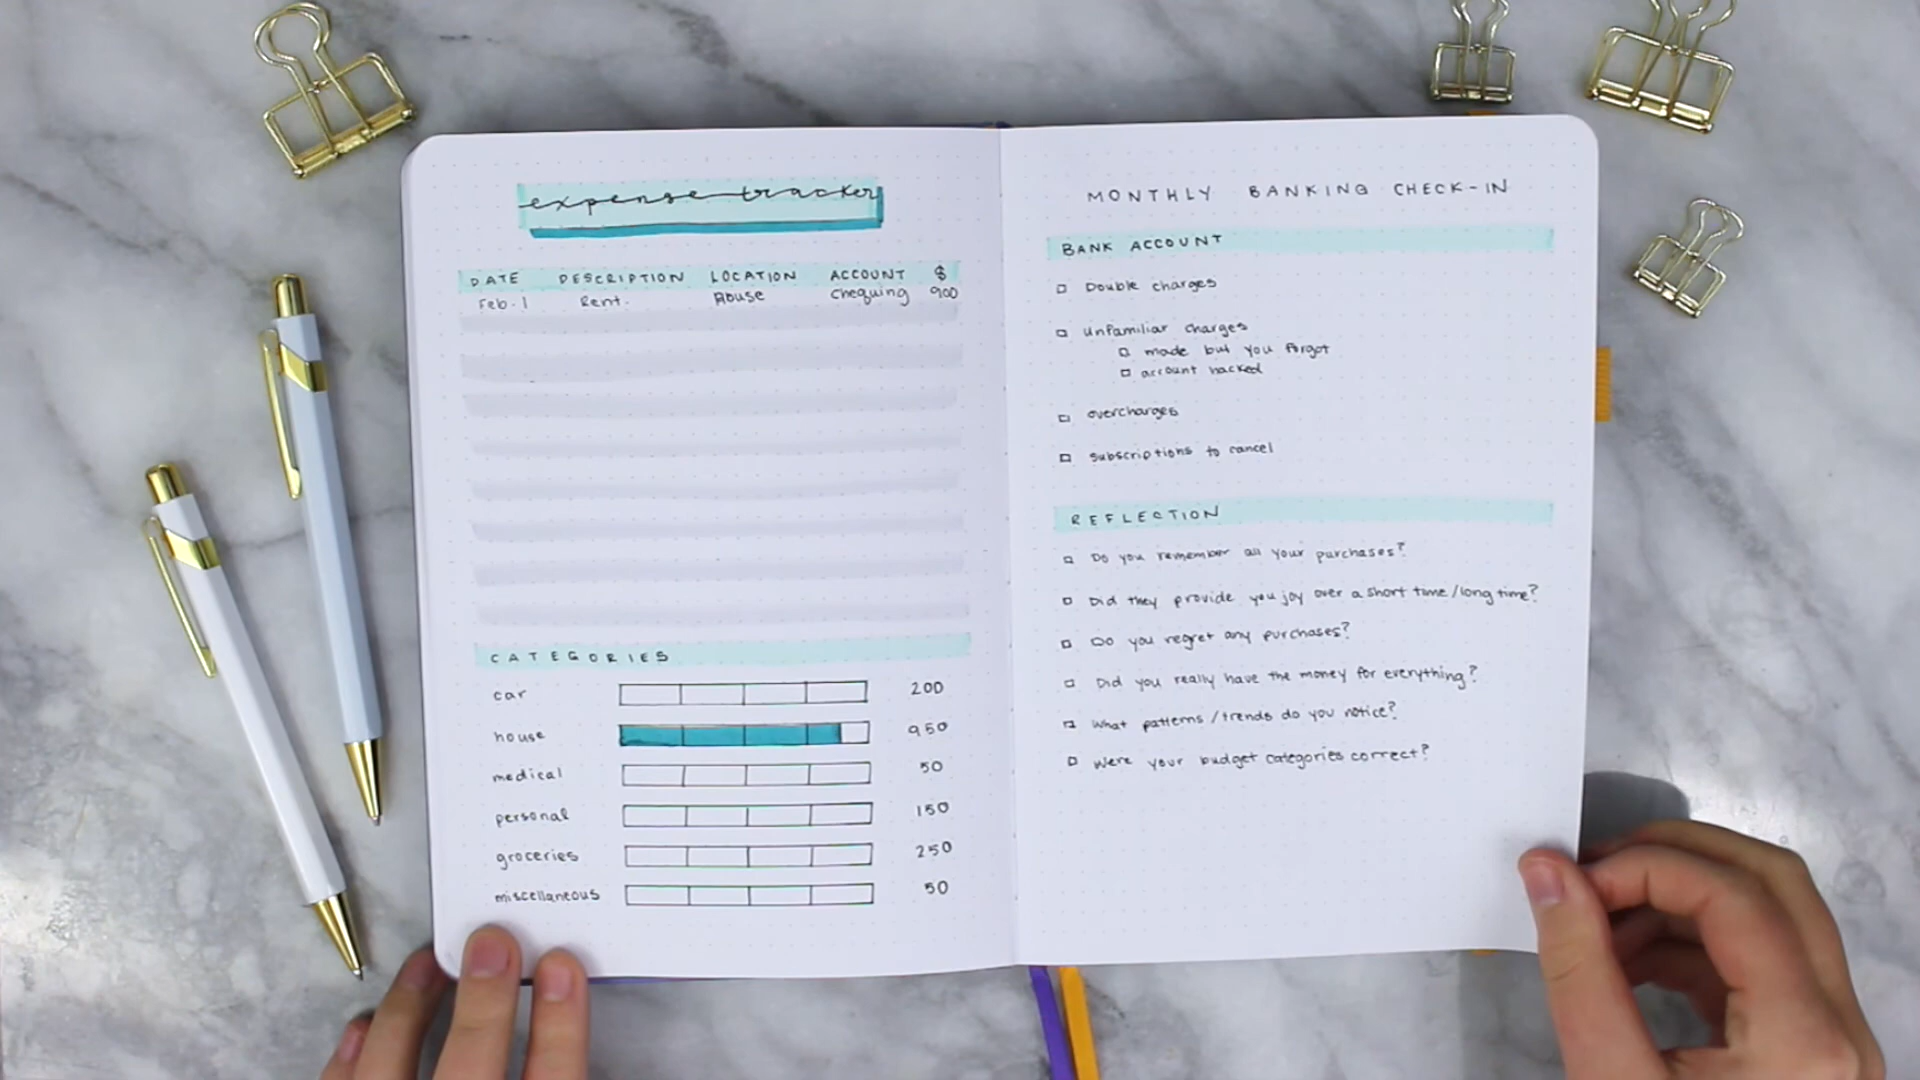 expense tracker
DATE DESCRIPTION LOCATION ACCOUNT $
Feb. 1 Rent. House Chequing 900
CATEGORIES
car 200
house 950
medical 50
personal 150
groceries 250
miscellaneous 50
MONTHLY BANKING CHECK-IN
BANK ACCOUNT
Double charges
unfamiliar charges
made but you forgot
account hacked
overcharges
subscriptions to cancel
REFLECTION
Do you remember all your purchases?
Did they provide you joy over a short time/long time?
Do you regret any purchases?
Did you really have the money for everything?
What patterns/trends do you notice?
Were your budget categories correct?